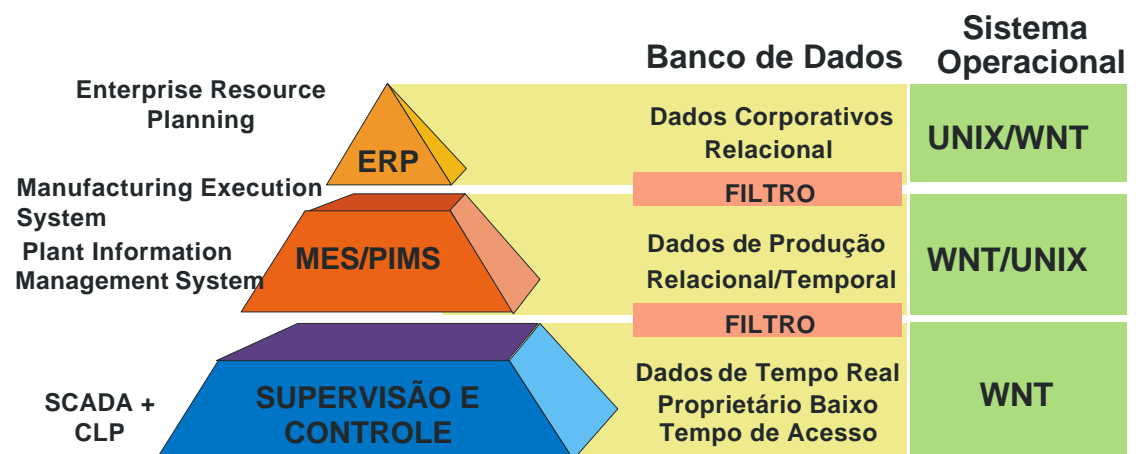 Banco de Dados
Sistema
Operacional
Enterprise Resource
Planning
ERP
Dados Corporativos
Relacional
UNIX/WNT
FILTRO
Manufacturing Execution
System
Plant Information
Management System
MES/PIMS
Dados de Produção
Relacional/Temporal
WNT/UNIX
FILTRO
SCADA +
CLP
SUPERVISÃO E
CONTROLE
Dados de Tempo Real
Proprietário Baixo
Tempo de Acesso
WNT